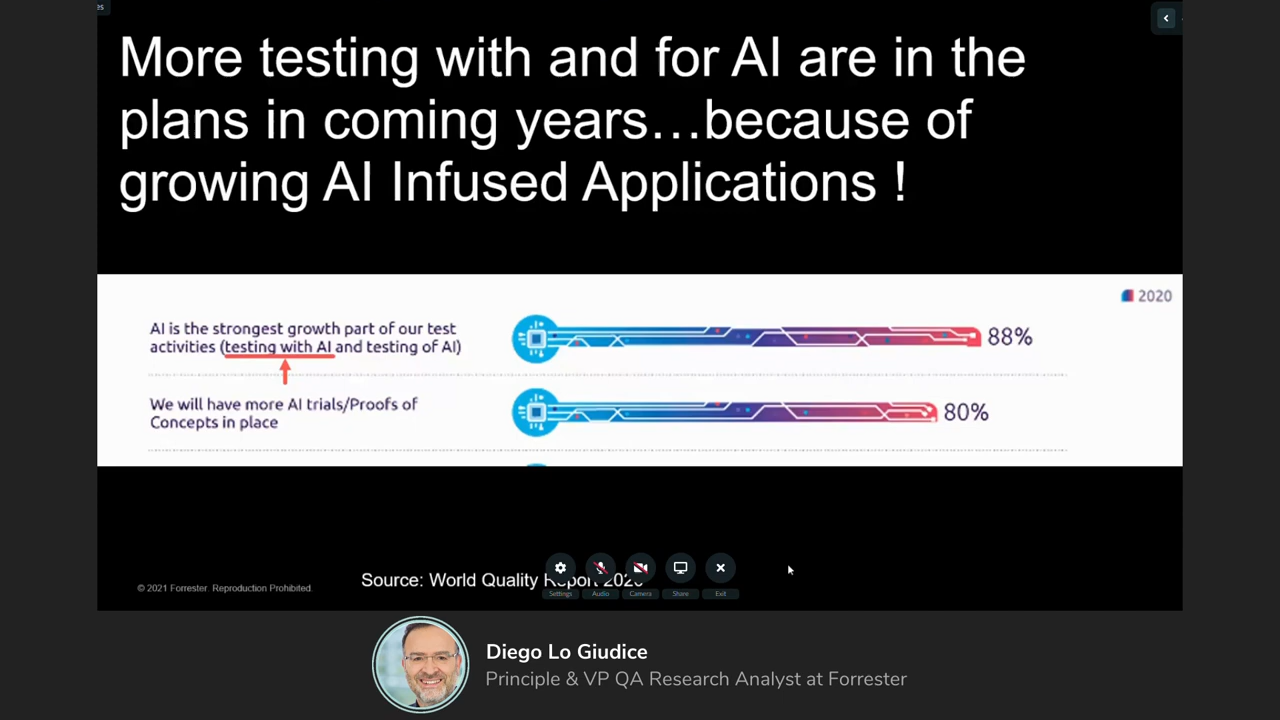 es
More testing with and for AI are in the
plans in coming years...because of
growing AI Infused Applications !
2020
AI is the strongest growth part of our test
activities (testing with AI and testing of AI)
88%
We will have more AI trials/Proofs of
Concepts in place
80%
Source: World Quality Report 2020
© 2021 Forrester. Reproduction Prohibited.
Settings
Audio
Camera
Share
Exit
Diego Lo Giudice
Principle & VP QA Research Analyst at Forrester